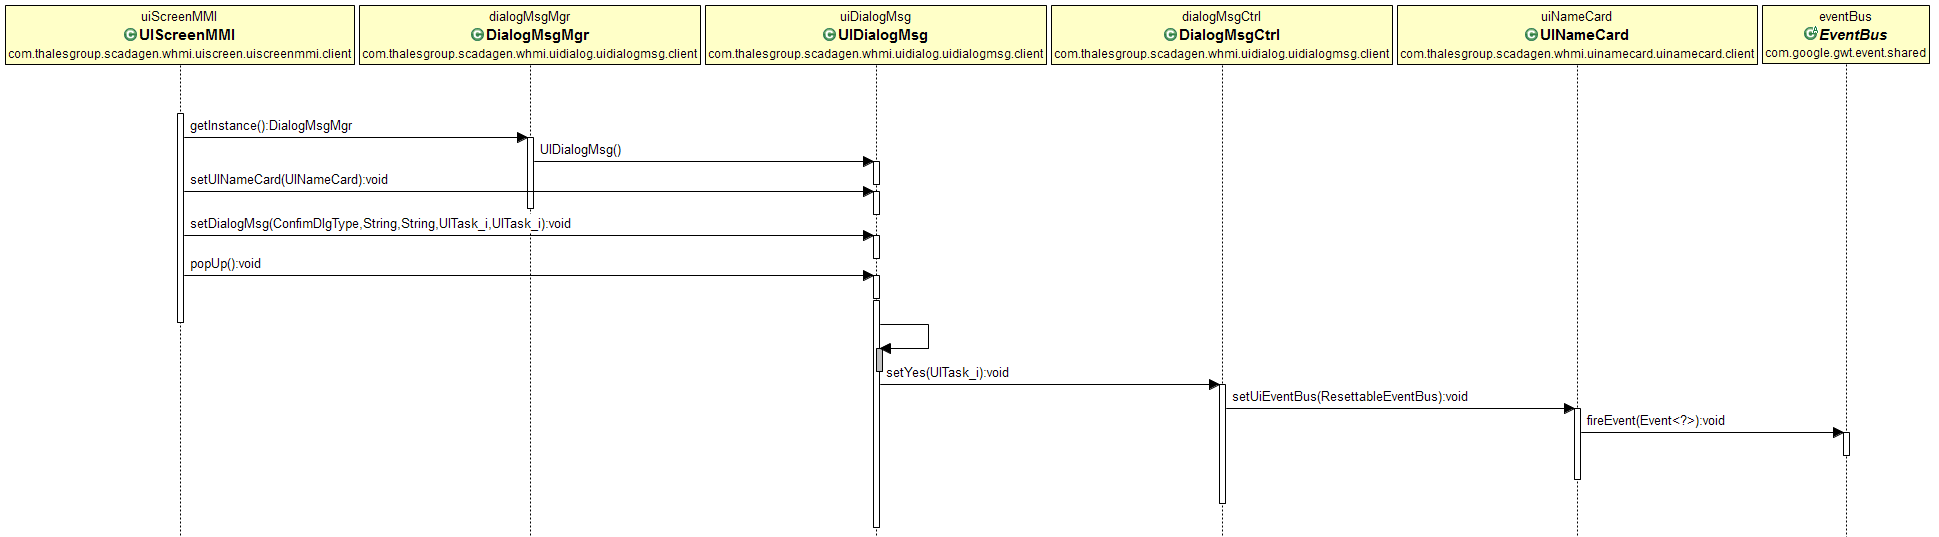 uiScreenMMI
UIScreenMMI
com.thalesgroup.scadagen.whmi.uiscreen.uiscreenmmi.client
dialogMsgMgr
DialogMsgMgr
com.thalesgroup.scadagen.whmi.uidialog.uidialogmsg.client
uiDialogMsg
UIDialogMsg
com.thalesgroup.scadagen.whmi.uidialog.uidialogmsg.client
dialogMsgCtrl
DialogMsgCtrl
com.thalesgroup.scadagen.whmi.uidialog.uidialogmsg.client
uiNameCard
UINameCard
com.thalesgroup.scadagen.whmi.uinamecard.uinamecard.client
eventBus
EventBus
com.google.gwt.event.shared
getInstance():DialogMsgMgr
UIDialogMsg()
setUINameCard(UINameCard):void
setDialogMsg(ConfimDlgType,String,String,UITask_i,UITask_i):void
popUp():void
setYes(UITask_i):void
setUiEventBus(ResettableEventBus):void
fireEvent(Event<?>):void